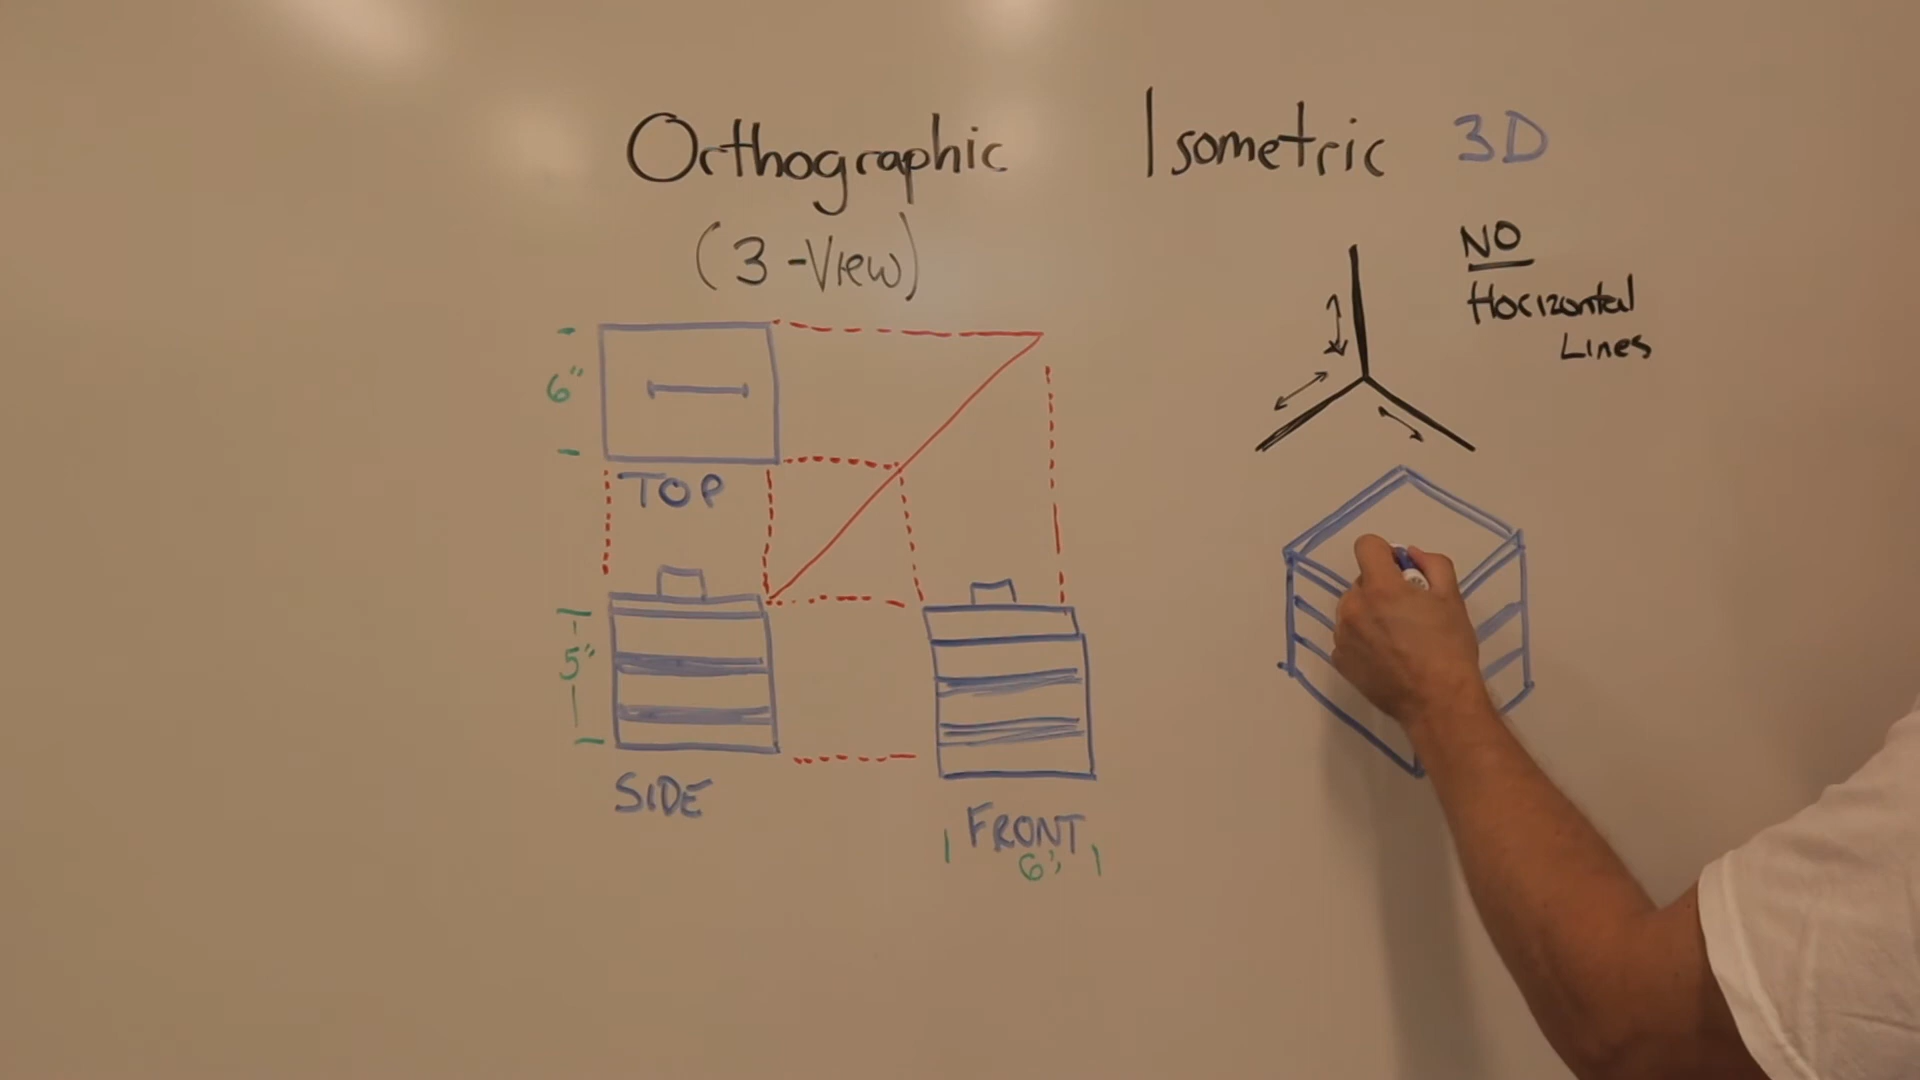 Orthographic
(3-View)
6"
TOP
5"
SIDE
FRONT
6"
Isometric 3D
NO
Horizontal
Lines